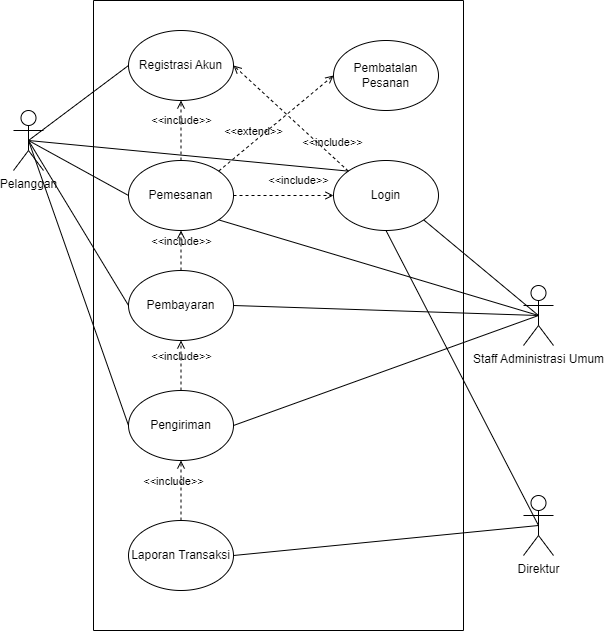 Registrasi Akun
Pembatalan
Pesanan
<<include>>
<<extend>>
<<include>>
Pelanggan
Pemesanan
<<include>>
Login
<<include>>
Pembayaran
Staff Administrasi Umum
<<include>>
Pengiriman
<<include>>
Laporan Transaksi
Direktur